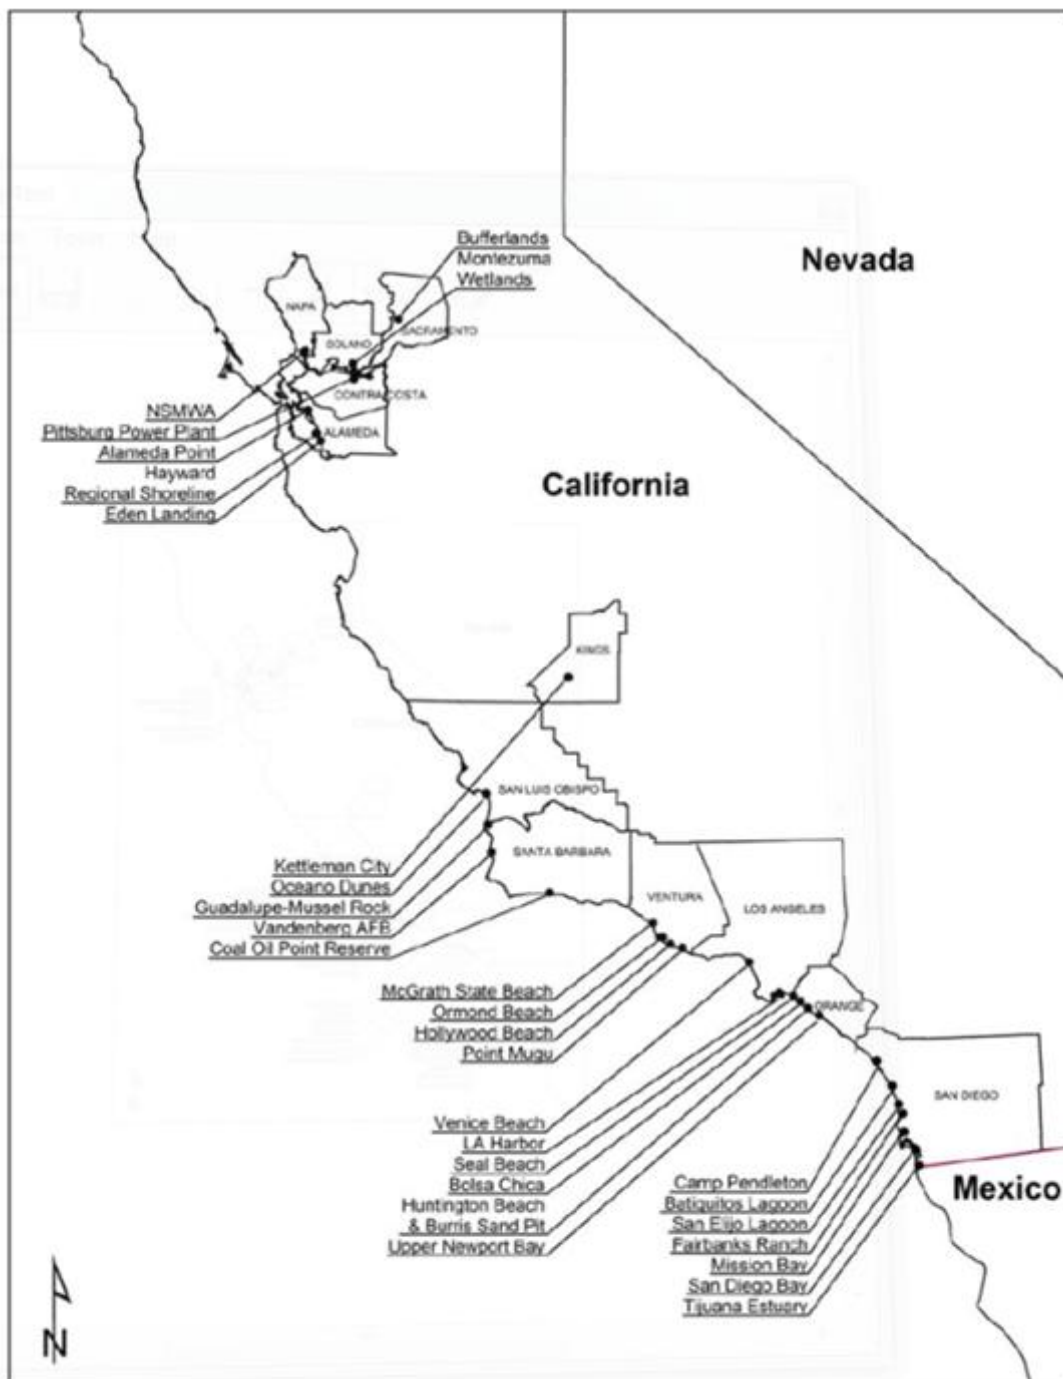 Bufferlands
Montezuma
Wetlands
Nevada
NAPA
SOLANO
SACRAMENTO
CONTRA COSTA
NSMWA
Pittsburg Power Plant
Alameda Point
ALAMEDA
Hayward
Regional Shoreline
Eden Landing
California
KINGS
SAN LUIS OBISPO
SANTA BARBARA
Kettleman City
Oceano Dunes
Guadalupe-Mussel Rock
Vandenberg AFB
Coal Oil Point Reserve
VENTURA
LOS ANGELES
McGrath State Beach
Ormond Beach
Hollywood Beach
Point Mugu
ORANGE
SAN DIEGO
Venice Beach
LA Harbor
Seal Beach
Bolsa Chica
Huntington Beach
& Burris Sand Pit
Upper Newport Bay
Camp Pendleton
Batiquitos Lagoon
San Elijo Lagoon
Fairbanks Ranch
Mission Bay
San Diego Bay
Tijuana Estuary
Mexico
N